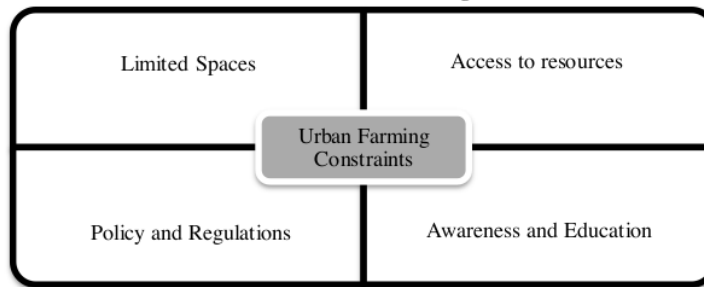 Limited Spaces
Access to resources
Urban Farming
Constraints
Policy and Regulations
Awareness and Education